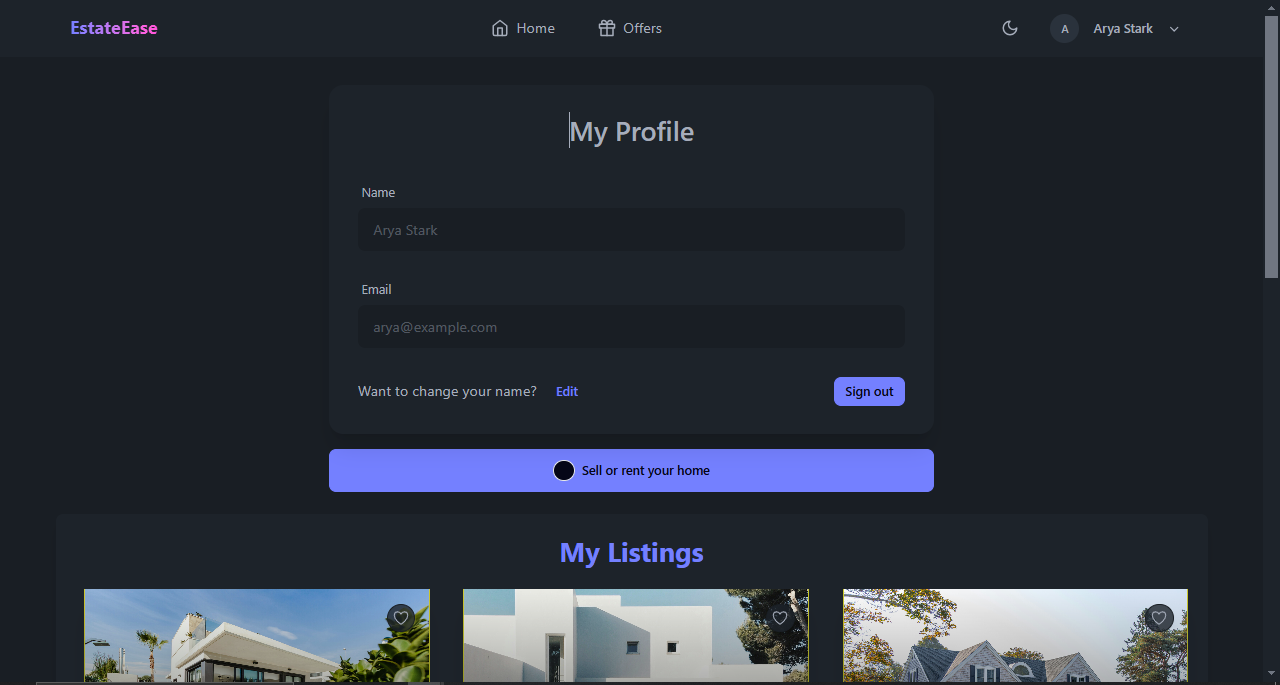 EstateEase
Home
Offers
A
Arya Stark
My Profile
Name
Arya Stark
Email
arya@example.com
Want to change your name? Edit
Sign out
Sell or rent your home
My Listings